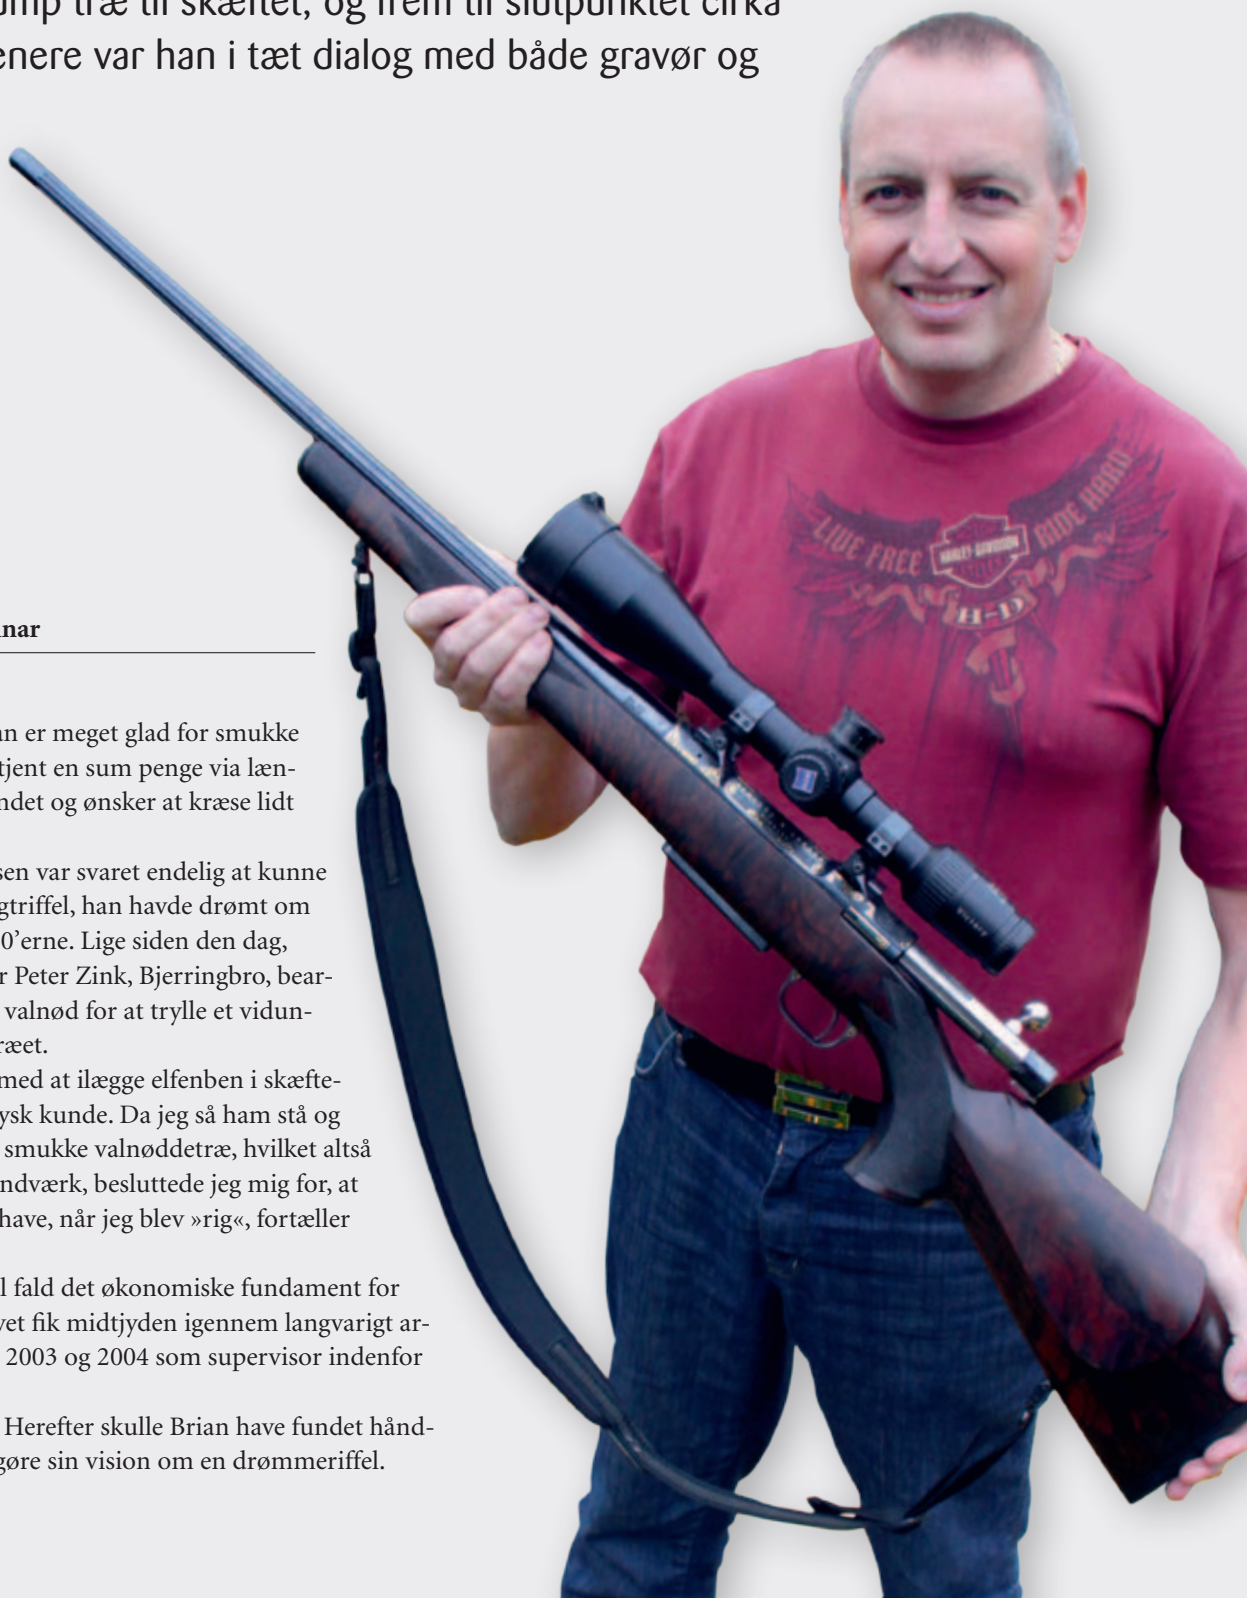 træ til skæftet, og frem til slutpunktet cirka
var han i tæt dialog med både gravør og
LIVE FREE
RIDE HARD
HARLEY-DAVIDSON
H-D
Victory
an er meget glad for smukke
tjent en sum penge via læn-
ndet og ønsker at kræse lidt
sen var svaret endelig at kunne
gtriffel, han havde drømt om
0’erne. Lige siden den dag,
r Peter Zink, Bjerringbro, bear-
valnød for at trylle et vidun-
ræet.
med at ilægge elfenben i skæfte-
ysk kunde. Da jeg så ham stå og
smukke valnøddetræ, hvilket altså
ndværk, besluttede jeg mig for, at
have, når jeg blev »rig«, fortæller
l fald det økonomiske fundament for
vet fik midtjyden igennem langvarigt ar-
2003 og 2004 som supervisor indenfor
Herefter skulle Brian have fundet hånd-
gøre sin vision om en drømmeriffel.